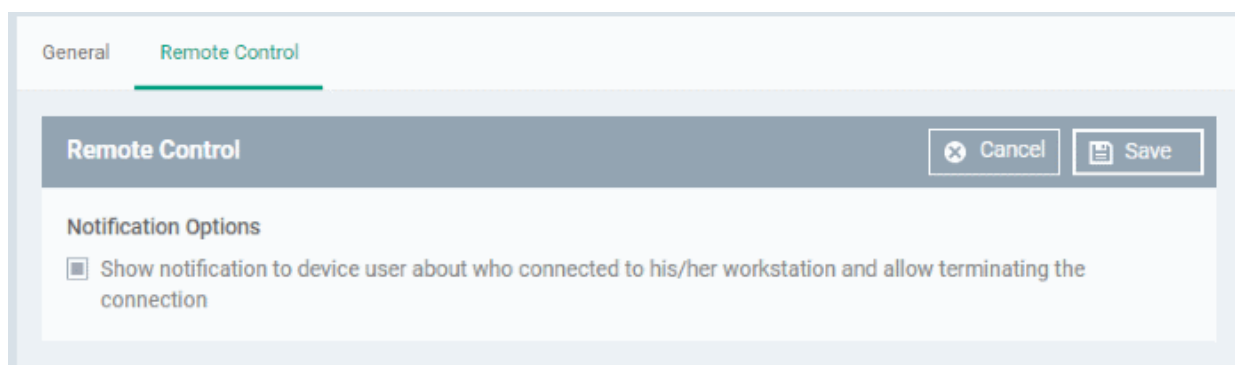 General Remote Control
Remote Control Cancel Save
Notification Options
Show notification to device user about who connected to his/her workstation and allow terminating the
connection